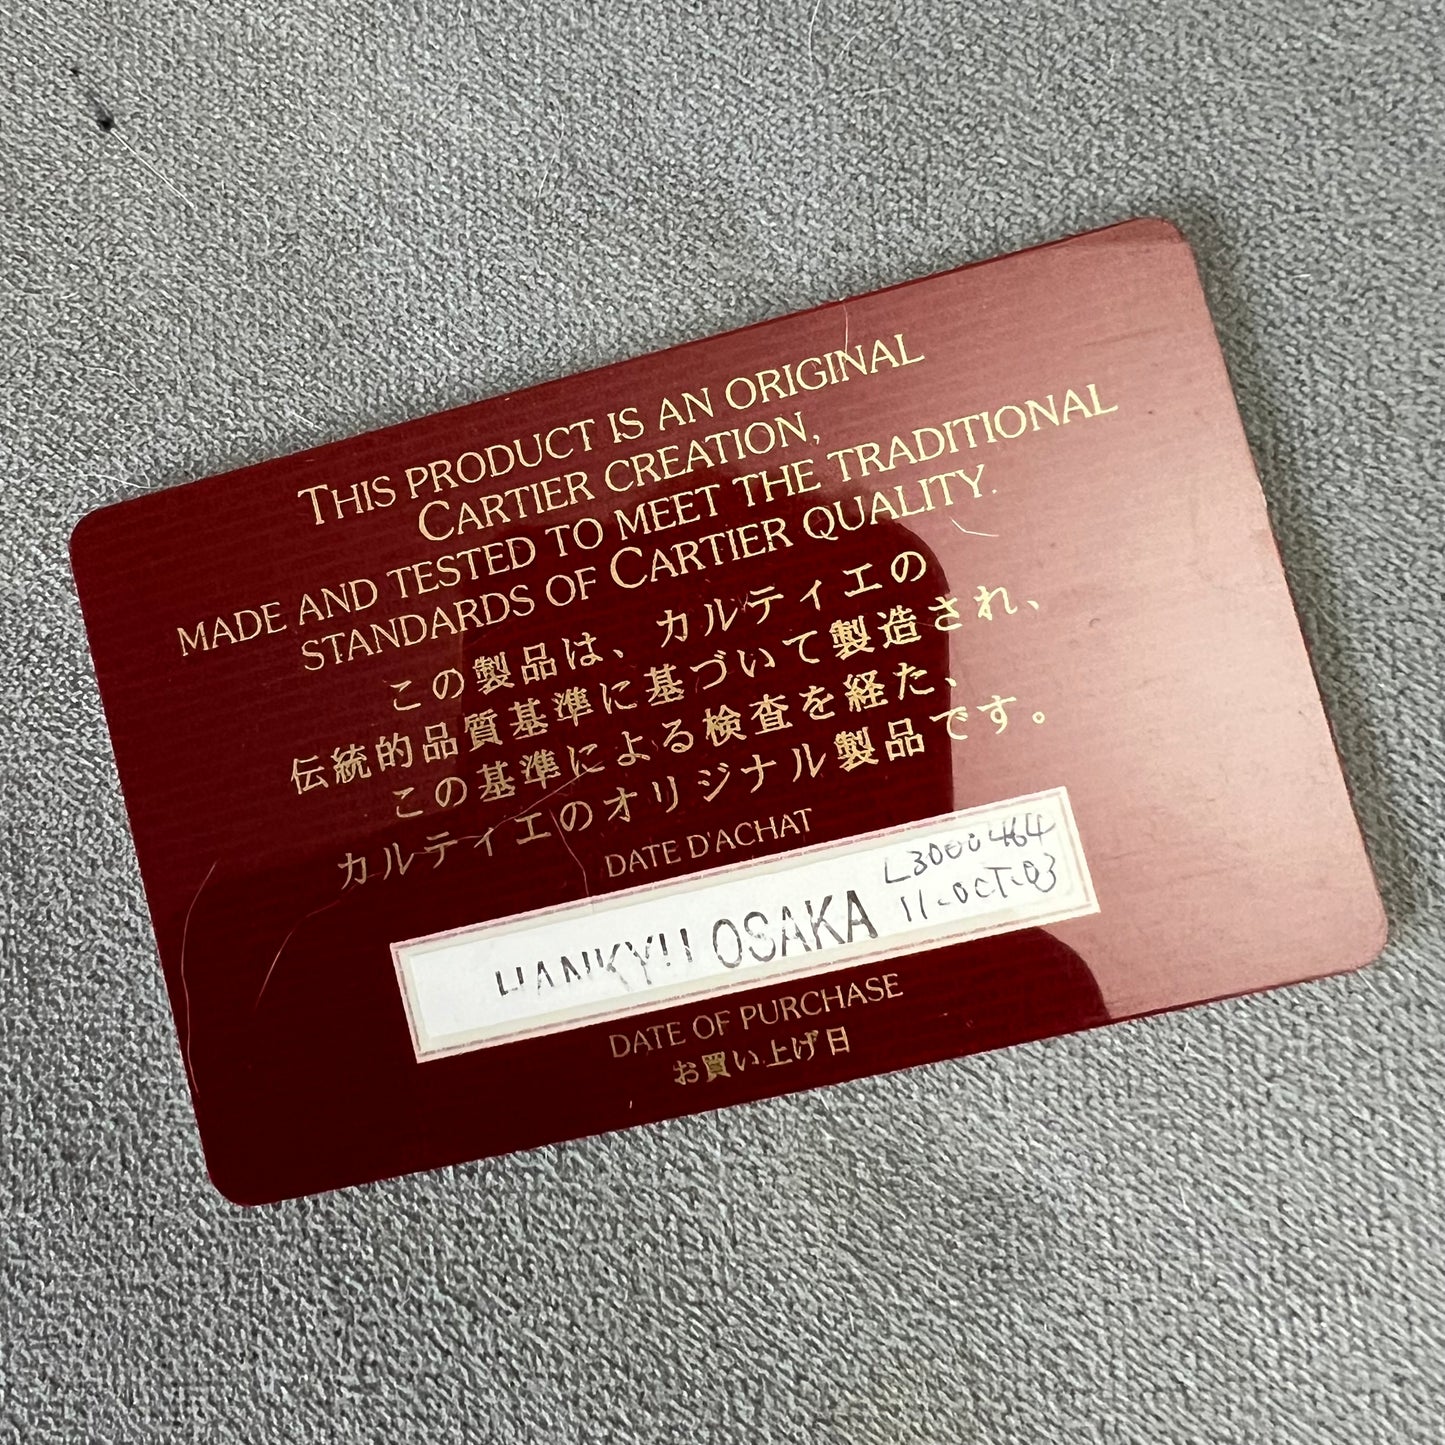 THIS PRODUCT IS AN ORIGINAL
CARTIER CREATION,
MADE AND TESTED TO MEET THE TRADITIONAL
STANDARDS OF CARTIER QUALITY.
この製品は、カルティエの
伝統的品質基準に基づいて製造され、
この基準による検査を経た、
カルティエのオリジナル製品です。
DATE D'ACHAT
L3000464
HANKYU OSAKA 11-OCT-03
DATE OF PURCHASE
お買い上げ日